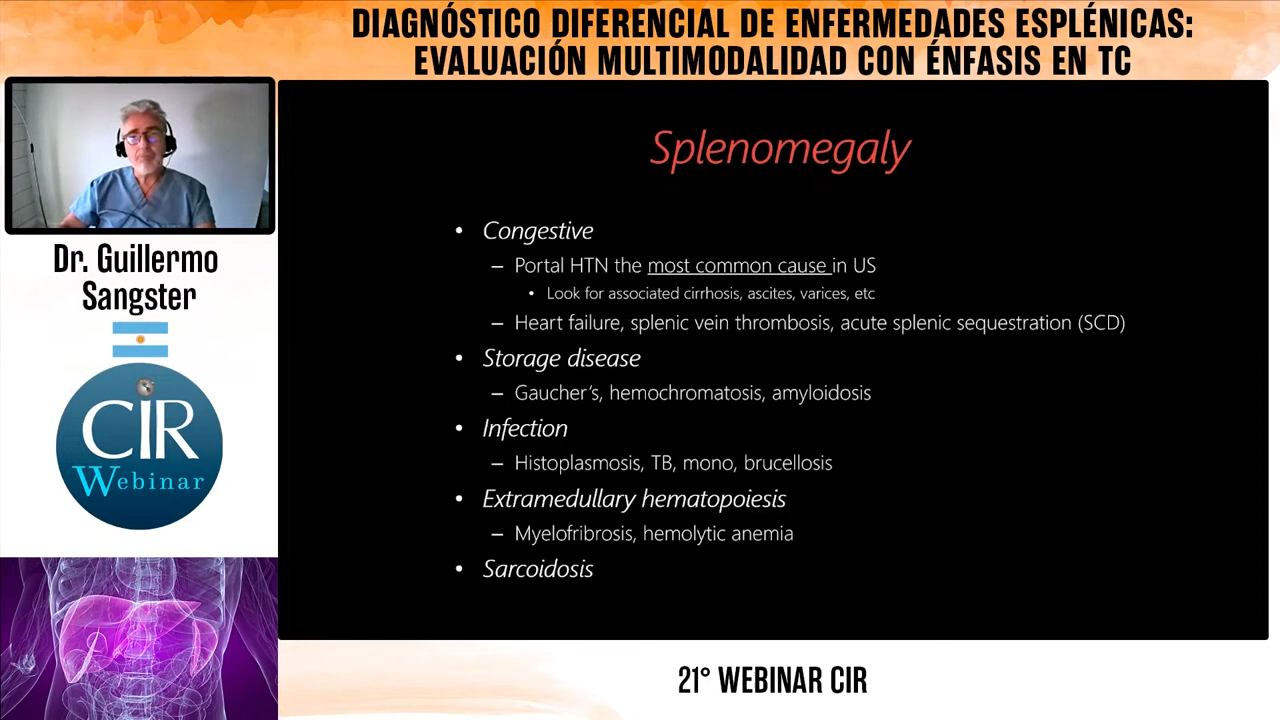 DIAGNÓSTICO DIFERENCIAL DE ENFERMEDADES ESPLÉNICAS:
EVALUACIÓN MULTIMODALIDAD CON ÉNFASIS EN TC
Dr. Guillermo
Sangster
CIR
Webinar
Splenomegaly
• Congestive
– Portal HTN the most common cause in US
• Look for associated cirrhosis, ascites, varices, etc
– Heart failure, splenic vein thrombosis, acute splenic sequestration (SCD)
• Storage disease
– Gaucher’s, hemochromatosis, amyloidosis
• Infection
– Histoplasmosis, TB, mono, brucellosis
• Extramedullary hematopoiesis
– Myelofribrosis, hemolytic anemia
• Sarcoidosis
21° WEBINAR CIR